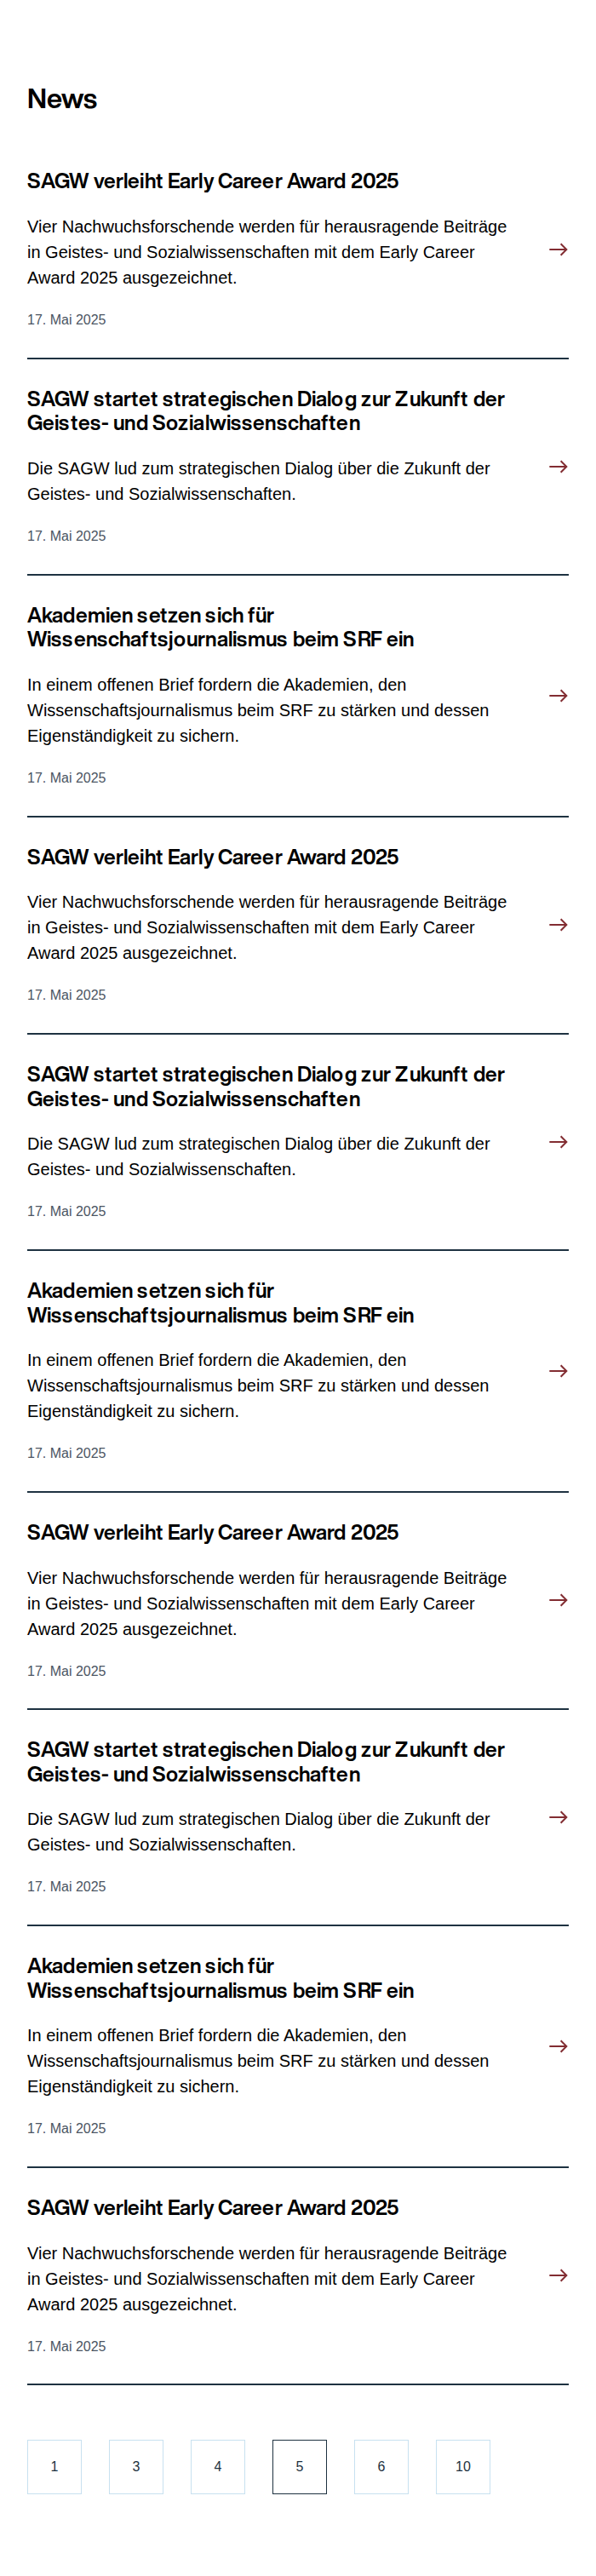 News
SAGW verleiht Early Career Award 2025
Vier Nachwuchsforschende werden für herausragende Beiträge
in Geistes- und Sozialwissenschaften mit dem Early Career
Award 2025 ausgezeichnet.
17. Mai 2025
SAGW startet strategischen Dialog zur Zukunft der
Geistes- und Sozialwissenschaften
Die SAGW lud zum strategischen Dialog über die Zukunft der
Geistes- und Sozialwissenschaften.
17. Mai 2025
Akademien setzen sich für
Wissenschaftsjournalismus beim SRF ein
In einem offenen Brief fordern die Akademien, den
Wissenschaftsjournalismus beim SRF zu stärken und dessen
Eigenständigkeit zu sichern.
17. Mai 2025
SAGW verleiht Early Career Award 2025
Vier Nachwuchsforschende werden für herausragende Beiträge
in Geistes- und Sozialwissenschaften mit dem Early Career
Award 2025 ausgezeichnet.
17. Mai 2025
SAGW startet strategischen Dialog zur Zukunft der
Geistes- und Sozialwissenschaften
Die SAGW lud zum strategischen Dialog über die Zukunft der
Geistes- und Sozialwissenschaften.
17. Mai 2025
Akademien setzen sich für
Wissenschaftsjournalismus beim SRF ein
In einem offenen Brief fordern die Akademien, den
Wissenschaftsjournalismus beim SRF zu stärken und dessen
Eigenständigkeit zu sichern.
17. Mai 2025
SAGW verleiht Early Career Award 2025
Vier Nachwuchsforschende werden für herausragende Beiträge
in Geistes- und Sozialwissenschaften mit dem Early Career
Award 2025 ausgezeichnet.
17. Mai 2025
SAGW startet strategischen Dialog zur Zukunft der
Geistes- und Sozialwissenschaften
Die SAGW lud zum strategischen Dialog über die Zukunft der
Geistes- und Sozialwissenschaften.
17. Mai 2025
Akademien setzen sich für
Wissenschaftsjournalismus beim SRF ein
In einem offenen Brief fordern die Akademien, den
Wissenschaftsjournalismus beim SRF zu stärken und dessen
Eigenständigkeit zu sichern.
17. Mai 2025
SAGW verleiht Early Career Award 2025
Vier Nachwuchsforschende werden für herausragende Beiträge
in Geistes- und Sozialwissenschaften mit dem Early Career
Award 2025 ausgezeichnet.
17. Mai 2025
1 3 4 5 6 10